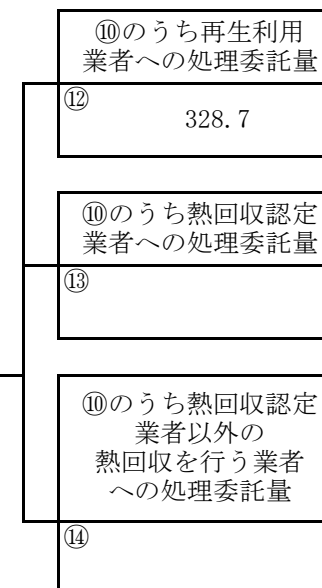 ⑩のうち再生利用
業者への処理委託量
⑫
328.7
⑩のうち熱回収認定
業者への処理委託量
⑬
⑩のうち熱回収認定
業者以外の
熱回収を行う業者
への処理委託量
⑭